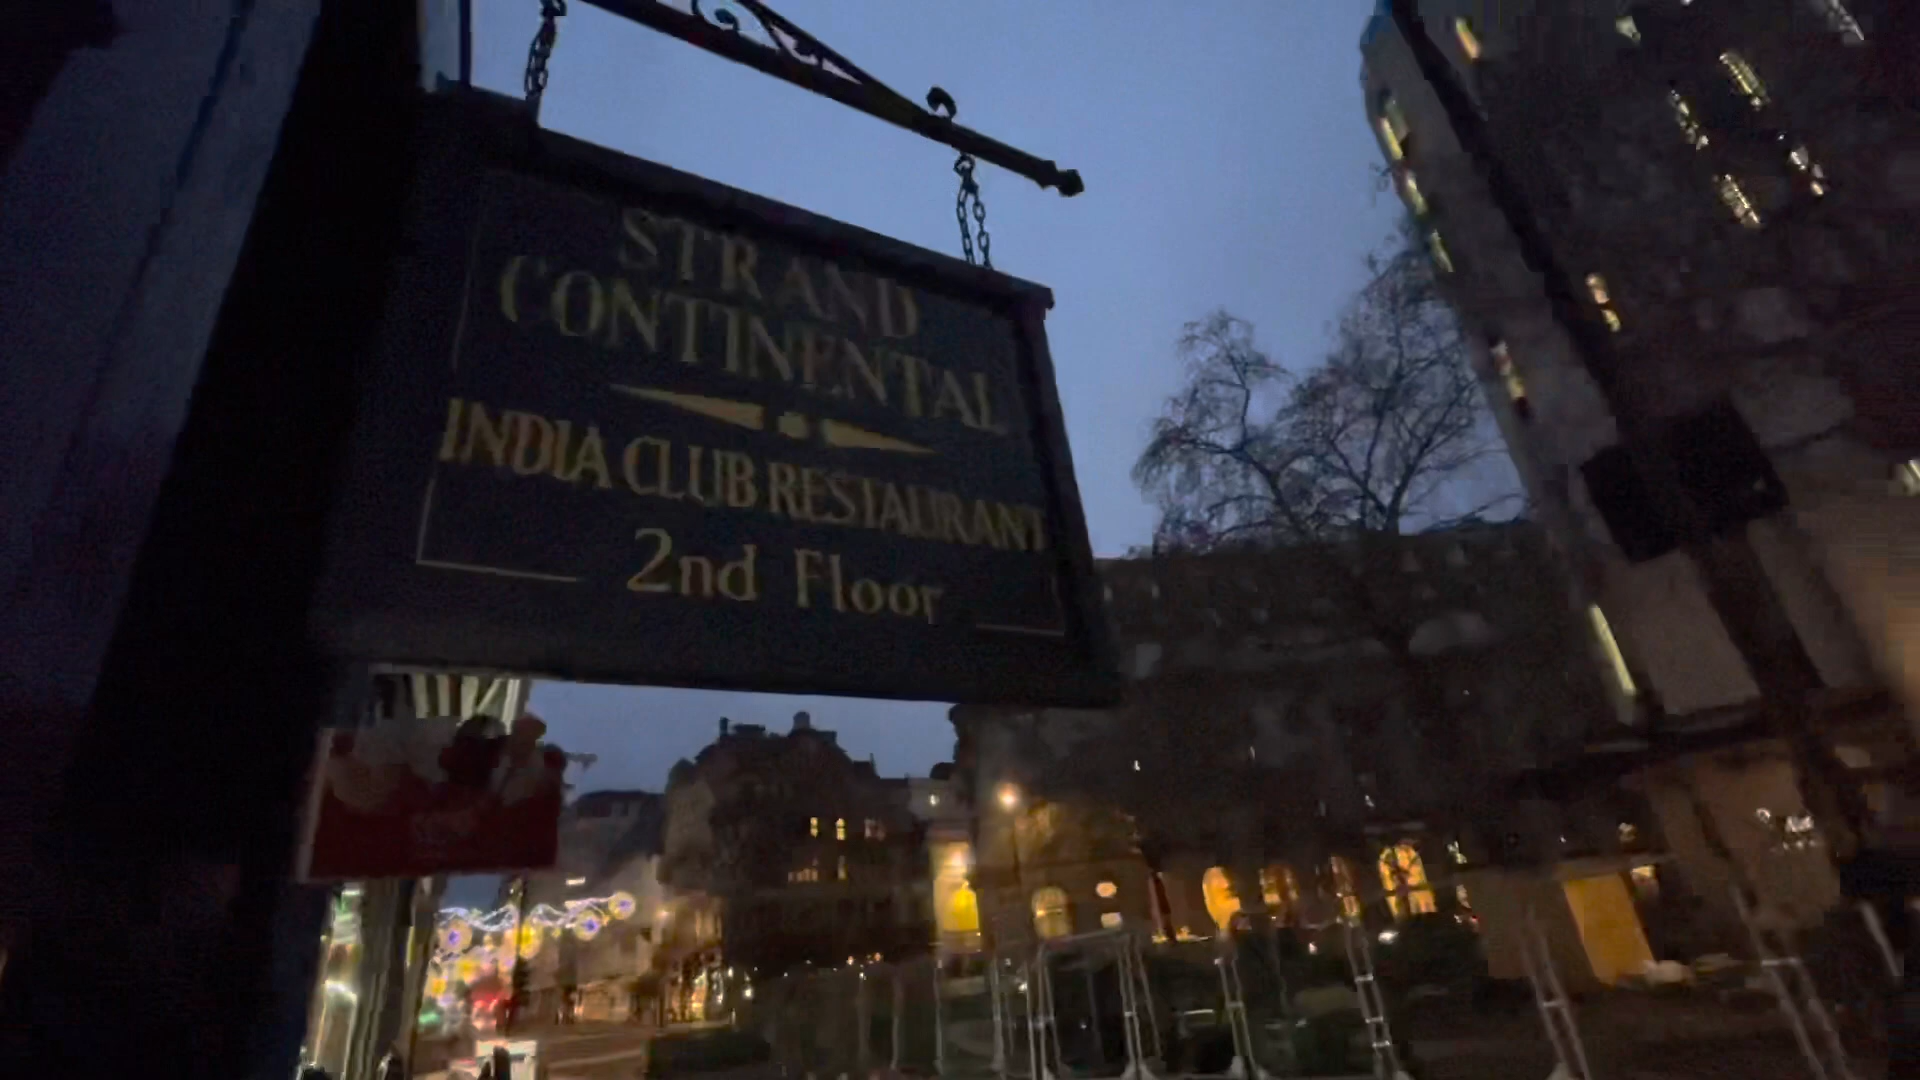 STRAND
CONTINENTAL
INDIA CLUB RESTAURANT
2nd Floor